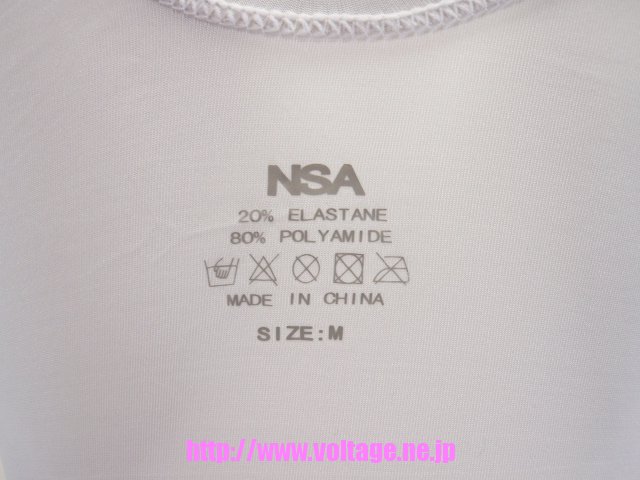 NSA
20% ELASTANE
80% POLYAMIDE
MADE IN CHINA
SIZE:M
http://www.voltage.ne.jp